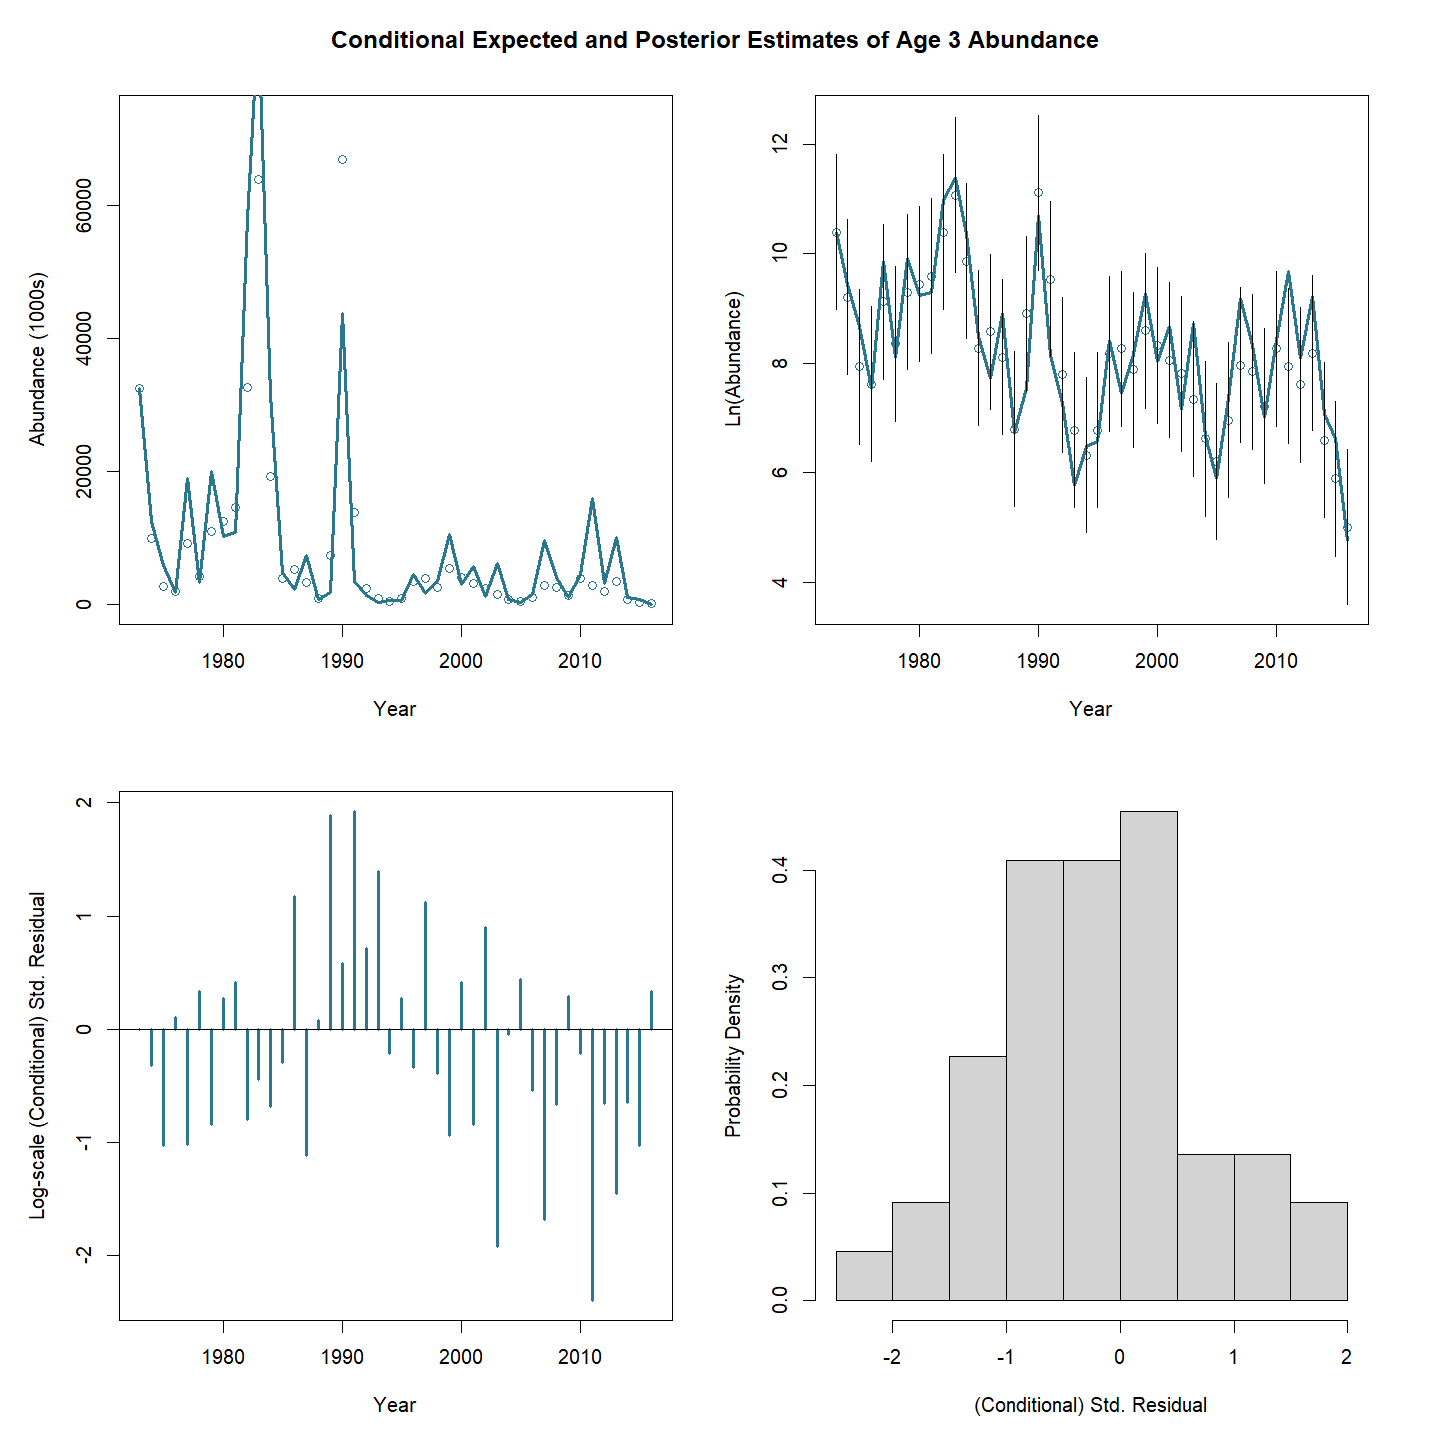 Conditional Expected and Posterior Estimates of Age 3 Abundance
Abundance (1000s)
60000
40000
20000
0
1980 1990 2000 2010
Year
Ln(Abundance)
12
10
8
6
4
1980 1990 2000 2010
Year
Log-scale (Conditional) Std. Residual
2
1
0
-1
-2
1980 1990 2000 2010
Year
Probability Density
0.4
0.3
0.2
0.1
0.0
-2 -1 0 1 2
(Conditional) Std. Residual